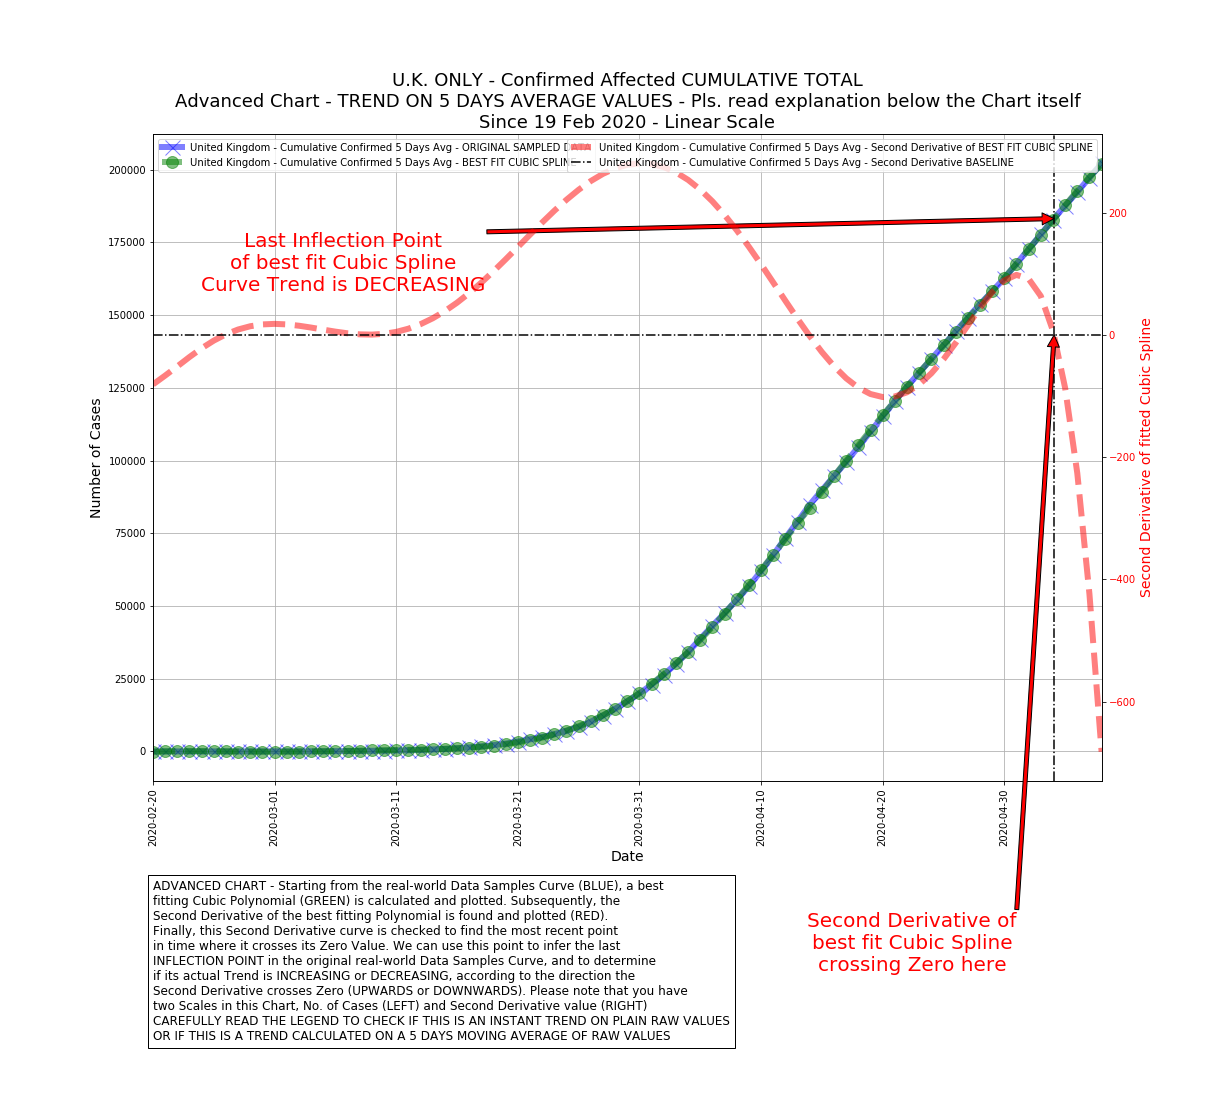 U.K. ONLY - Confirmed Affected CUMULATIVE TOTAL
Advanced Chart - TREND ON 5 DAYS AVERAGE VALUES - Pls. read explanation below the Chart itself
Since 19 Feb 2020 - Linear Scale
United Kingdom - Cumulative Confirmed 5 Days Avg - ORIGINAL SAMPLED DATA
United Kingdom - Cumulative Confirmed 5 Days Avg - BEST FIT CUBIC SPLINE
United Kingdom - Cumulative Confirmed 5 Days Avg - Second Derivative of BEST FIT CUBIC SPLINE
United Kingdom - Cumulative Confirmed 5 Days Avg - Second Derivative BASELINE
Last Inflection Point
of best fit Cubic Spline
Curve Trend is DECREASING
Number of Cases
200000
175000
150000
125000
100000
75000
50000
25000
0
200
0
−200
−400
−600
Second Derivative of fitted Cubic Spline
2020-02-20
2020-03-01
2020-03-11
2020-03-21
2020-03-31
2020-04-10
2020-04-20
2020-04-30
Date
Second Derivative of
best fit Cubic Spline
crossing Zero here
ADVANCED CHART - Starting from the real-world Data Samples Curve (BLUE), a best
fitting Cubic Polynomial (GREEN) is calculated and plotted. Subsequently, the
Second Derivative of the best fitting Polynomial is found and plotted (RED).
Finally, this Second Derivative curve is checked to find the most recent point
in time where it crosses its Zero Value. We can use this point to infer the last
INFLECTION POINT in the original real-world Data Samples Curve, and to determine
if its actual Trend is INCREASING or DECREASING, according to the direction the
Second Derivative crosses Zero (UPWARDS or DOWNWARDS). Please note that you have
two Scales in this Chart, No. of Cases (LEFT) and Second Derivative value (RIGHT)
CAREFULLY READ THE LEGEND TO CHECK IF THIS IS AN INSTANT TREND ON PLAIN RAW VALUES
OR IF THIS IS A TREND CALCULATED ON A 5 DAYS MOVING AVERAGE OF RAW VALUES